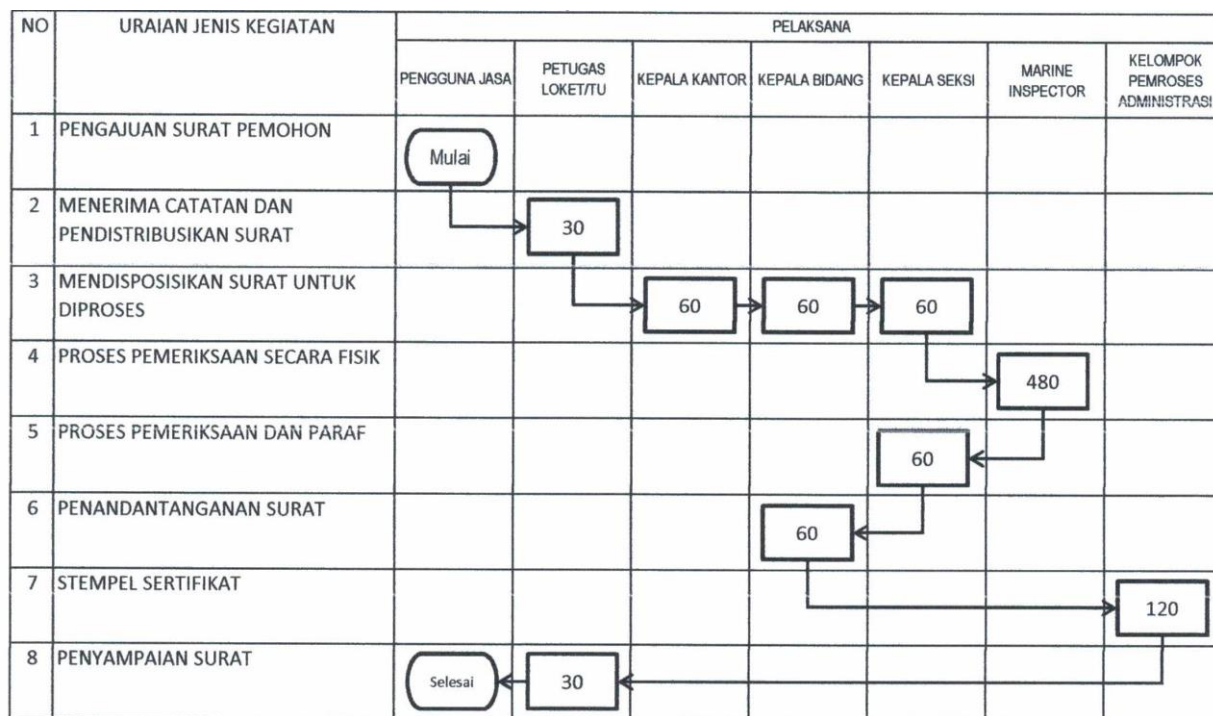 NO
URAIAN JENIS KEGIATAN
PELAKSANA
PENGGUNA JASA
PETUGAS
LOKET/TU
KEPALA KANTOR
KEPALA BIDANG
KEPALA SEKSI
MARINE
INSPECTOR
KELOMPOK
PEMROSES
ADMINISTRASI
1 PENGAJUAN SURAT PEMOHON
Mulai
2 MENERIMA CATATAN DAN
PENDISTRIBUSIKAN SURAT
30
3 MENDISPOSISIKAN SURAT UNTUK
DIPROSES
60 60 60
4 PROSES PEMERIKSAAN SECARA FISIK
480
5 PROSES PEMERIKSAAN DAN PARAF
60
6 PENANDANTANGANAN SURAT
60
7 STEMPEL SERTIFIKAT
120
8 PENYAMPAIAN SURAT
Selesai
30